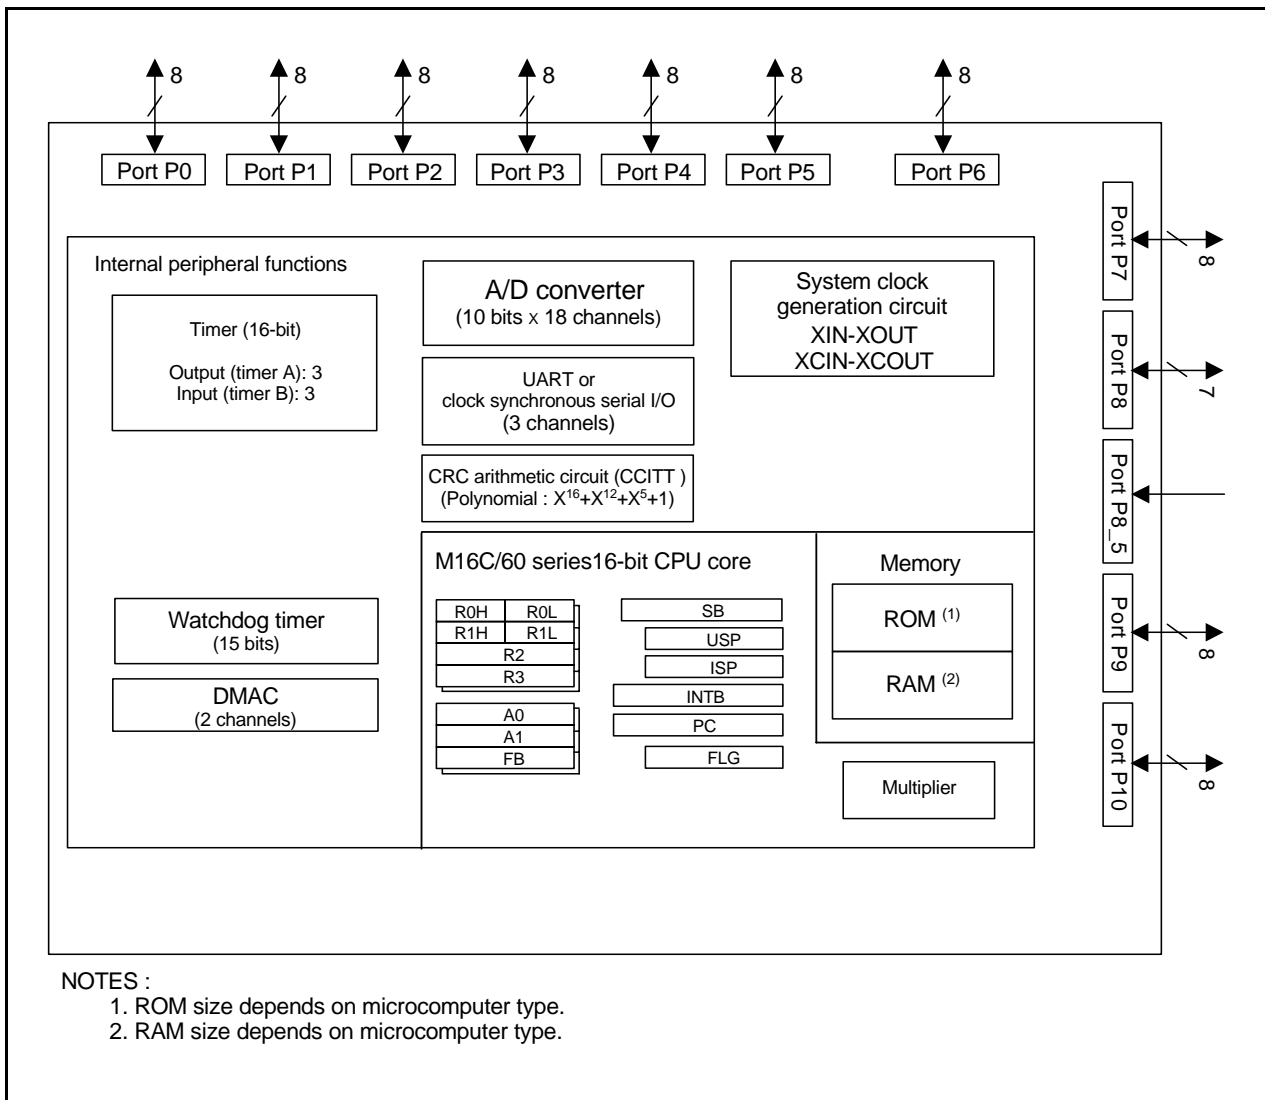 8 8 8 8 8 8 8
Port P0 Port P1 Port P2 Port P3 Port P4 Port P5 Port P6
Port P7
8
Port P8
7
Port P8_5
Port P9
8
Port P10
8
Internal peripheral functions
Timer (16-bit)
Output (timer A): 3
Input (timer B): 3
A/D converter
(10 bits x 18 channels)
System clock
generation circuit
XIN-XOUT
XCIN-XCOUT
UART or
clock synchronous serial I/O
(3 channels)
CRC arithmetic circuit (CCITT )
(Polynomial : X¹⁶+X¹²+X⁵+1)
Watchdog timer
(15 bits)
DMAC
(2 channels)
M16C/60 series16-bit CPU core
R0H R0L
R1H R1L
R2
R3
A0
A1
FB
SB
USP
ISP
INTB
PC
FLG
Memory
ROM (1)
RAM (2)
Multiplier
NOTES :
1. ROM size depends on microcomputer type.
2. RAM size depends on microcomputer type.